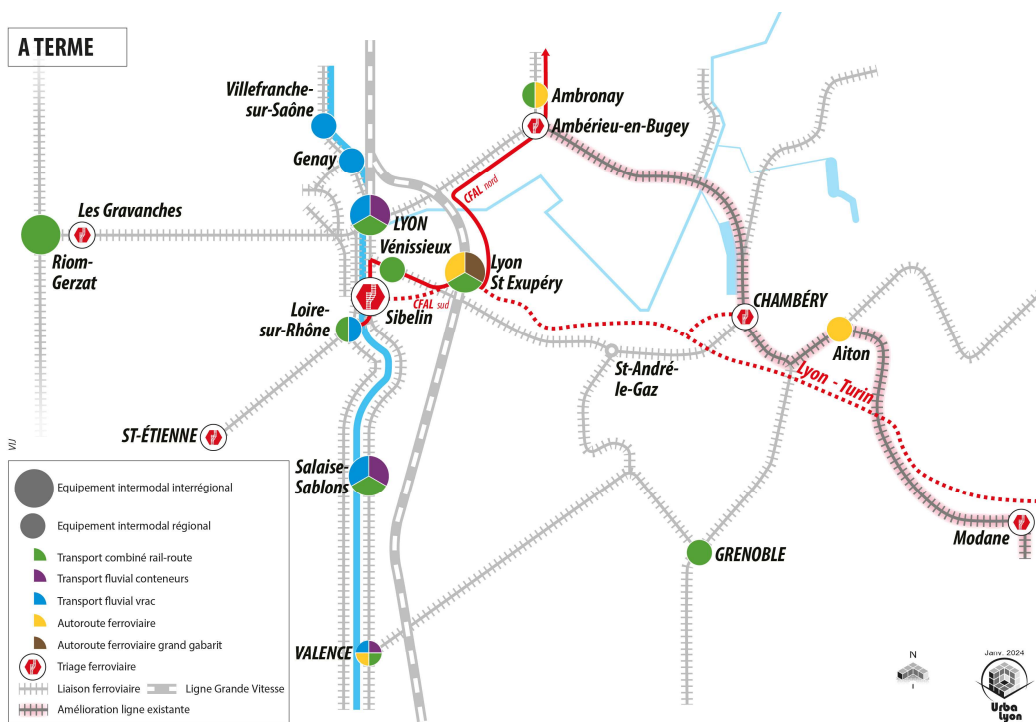 A TERME
Villefranche-
sur-Saône
Genay
Ambronay
Ambérieu-en-Bugey
CFAL nord
Les Gravanches
LYON
Vénissieux
Riom-
Gerzat
Lyon
St Exupéry
CFAL sud
Sibelin
Loire-
sur-Rhône
CHAMBÉRY
Aiton
St-André-
le-Gaz
Lyon - Turin
ST-ÉTIENNE
VIJ
Salaise-
Sablons
GRENOBLE
Modane
VALENCE
Equipement intermodal interrégional
Equipement intermodal régional
Transport combiné rail-route
Transport fluvial conteneurs
Transport fluvial vrac
Autoroute ferroviaire
Autoroute ferroviaire grand gabarit
Triage ferroviaire
Liaison ferroviaire
Ligne Grande Vitesse
Amélioration ligne existante
N
Janv. 2024
Urba
Lyon